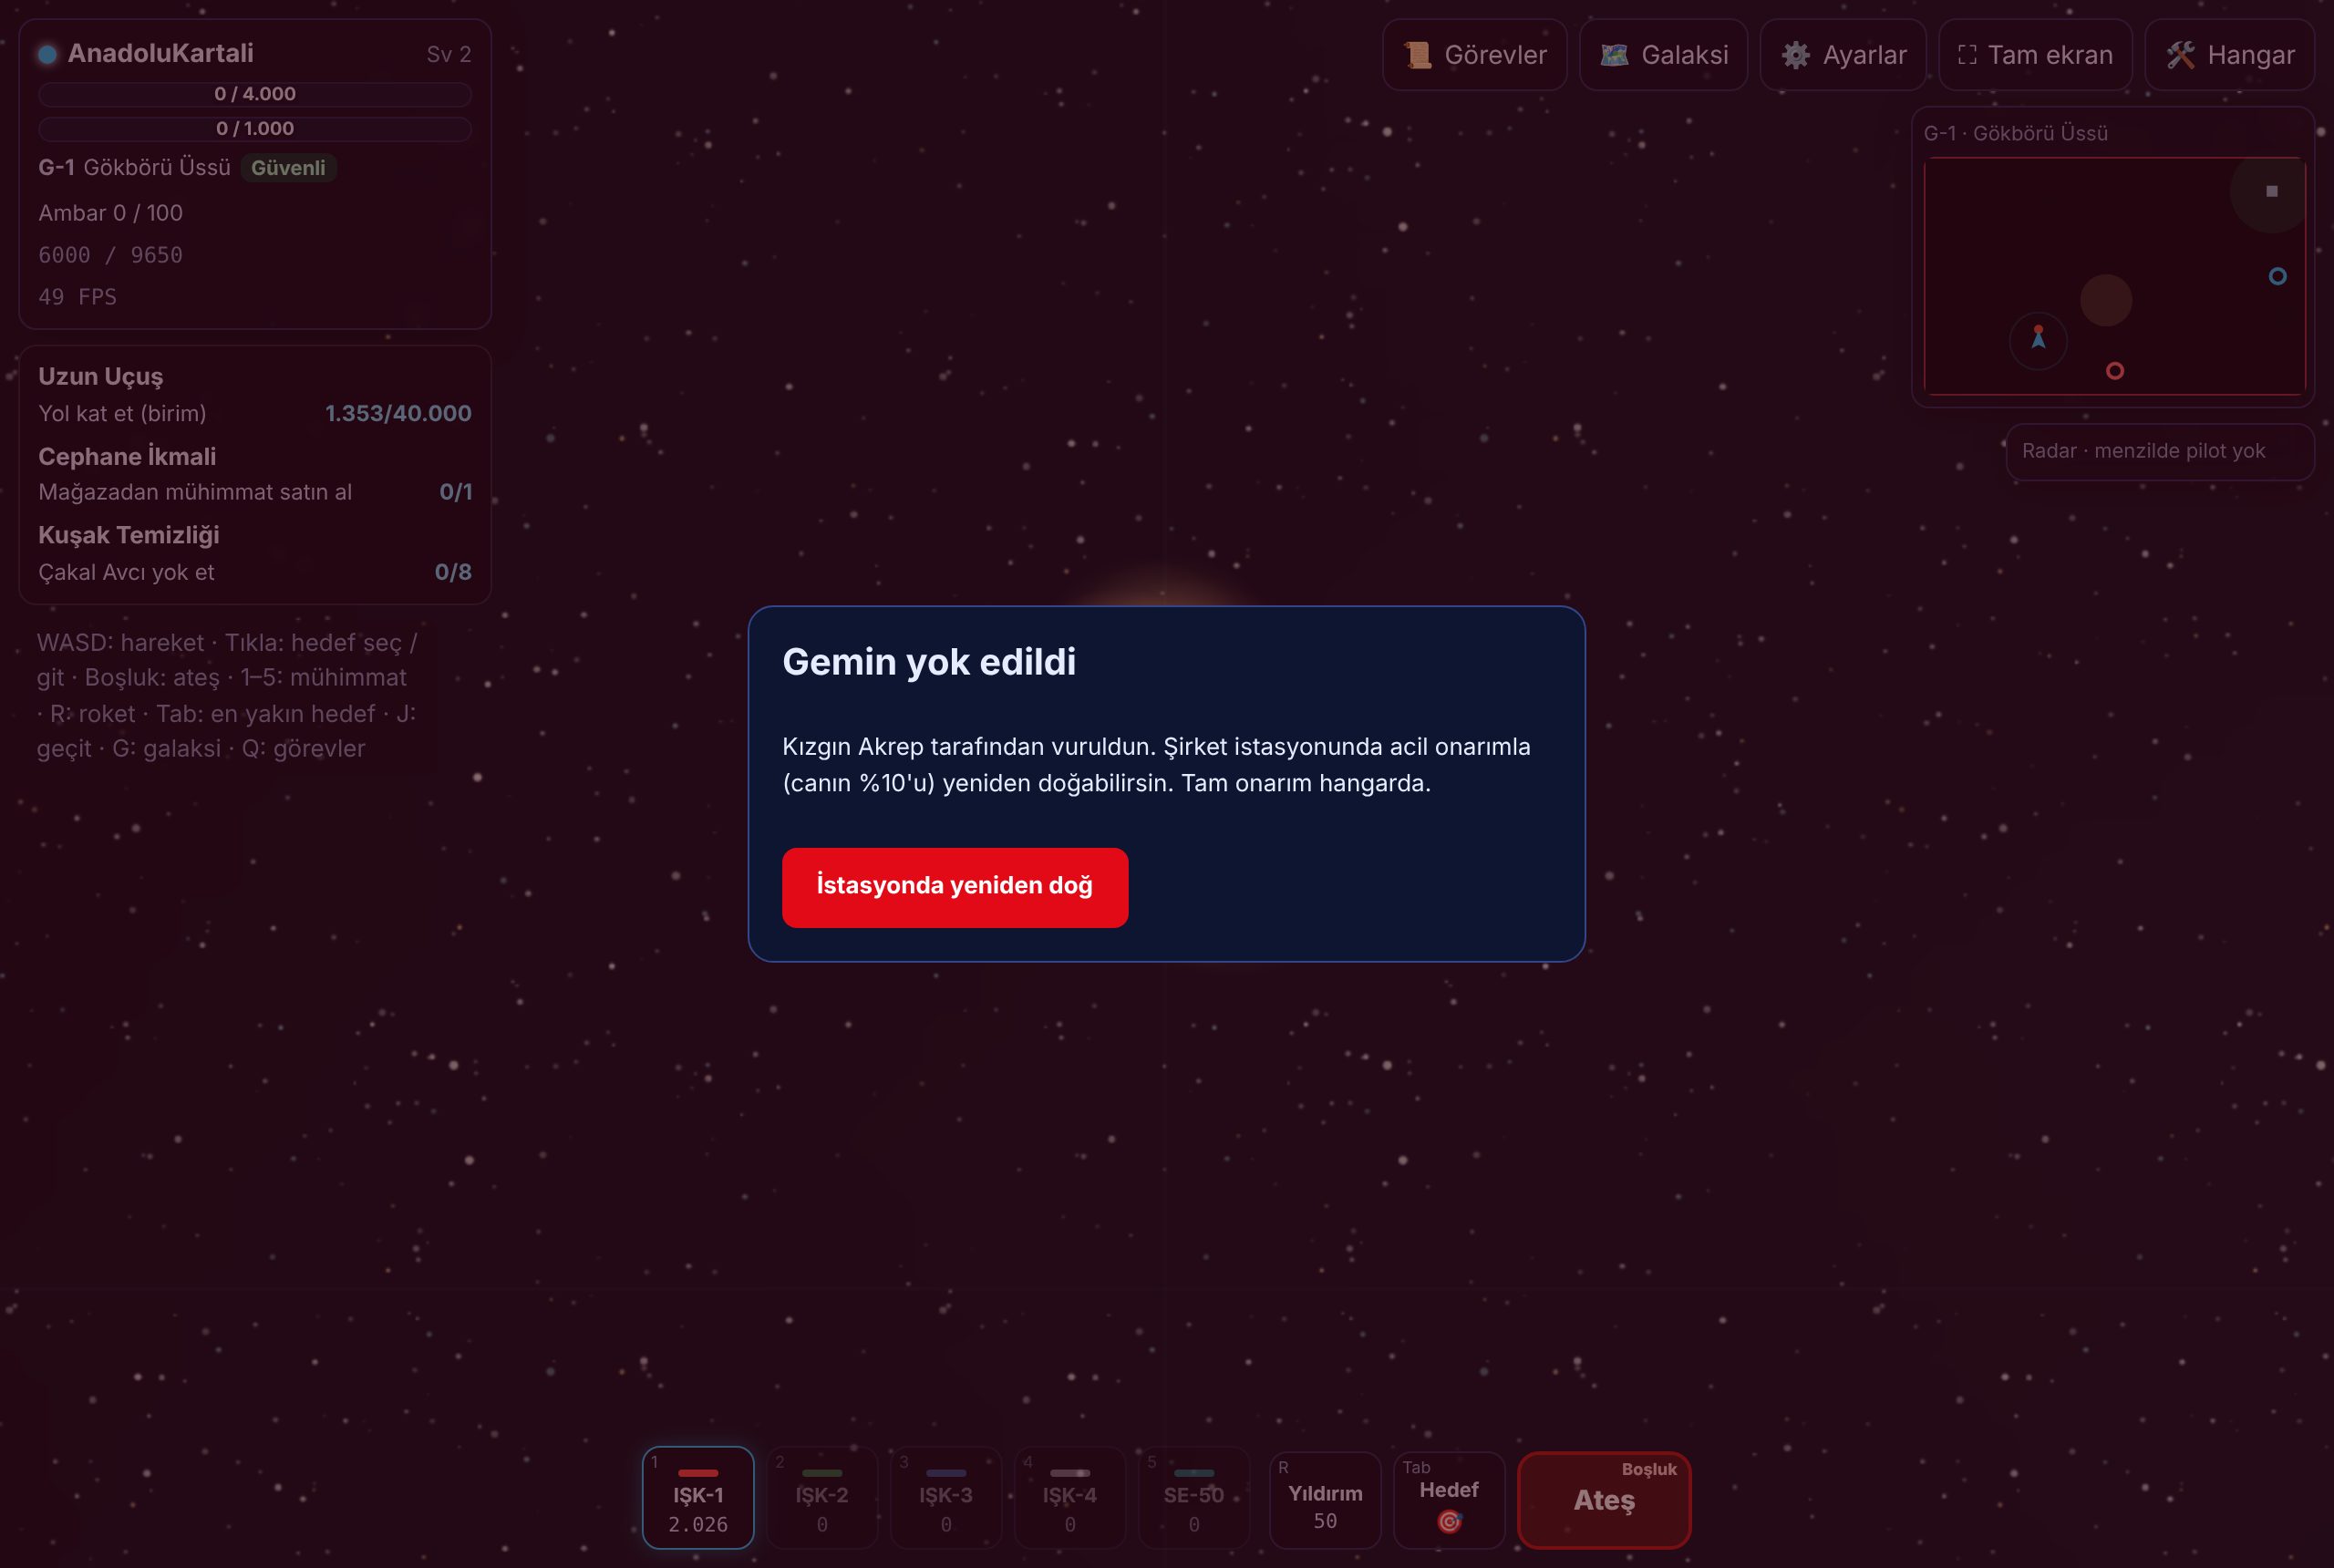 AnadoluKartali Sv 2
0 / 4.000
0 / 1.000
G-1 Gökbörü Üssü Güvenli
Ambar 0 / 100
6000 / 9650
49 FPS
Uzun Uçuş
Yol kat et (birim) 1.353/40.000
Cephane İkmali
Mağazadan mühimmat satın al 0/1
Kuşak Temizliği
Çakal Avcı yok et 0/8
WASD: hareket · Tıkla: hedef seç /
git · Boşluk: ateş · 1–5: mühimmat
· R: roket · Tab: en yakın hedef · J:
geçit · G: galaksi · Q: görevler
Görevler Galaksi Ayarlar Tam ekran Hangar
G-1 · Gökbörü Üssü
Radar · menzilde pilot yok
Gemin yok edildi
Kızgın Akrep tarafından vuruldun. Şirket istasyonunda acil onarımla
(canın %10'u) yeniden doğabilirsin. Tam onarım hangarda.
İstasyonda yeniden doğ
1 IŞK-1 2.026
2 IŞK-2 0
3 IŞK-3 0
4 IŞK-4 0
5 SE-50 0
R Yıldırım 50
Tab Hedef
Boşluk Ateş